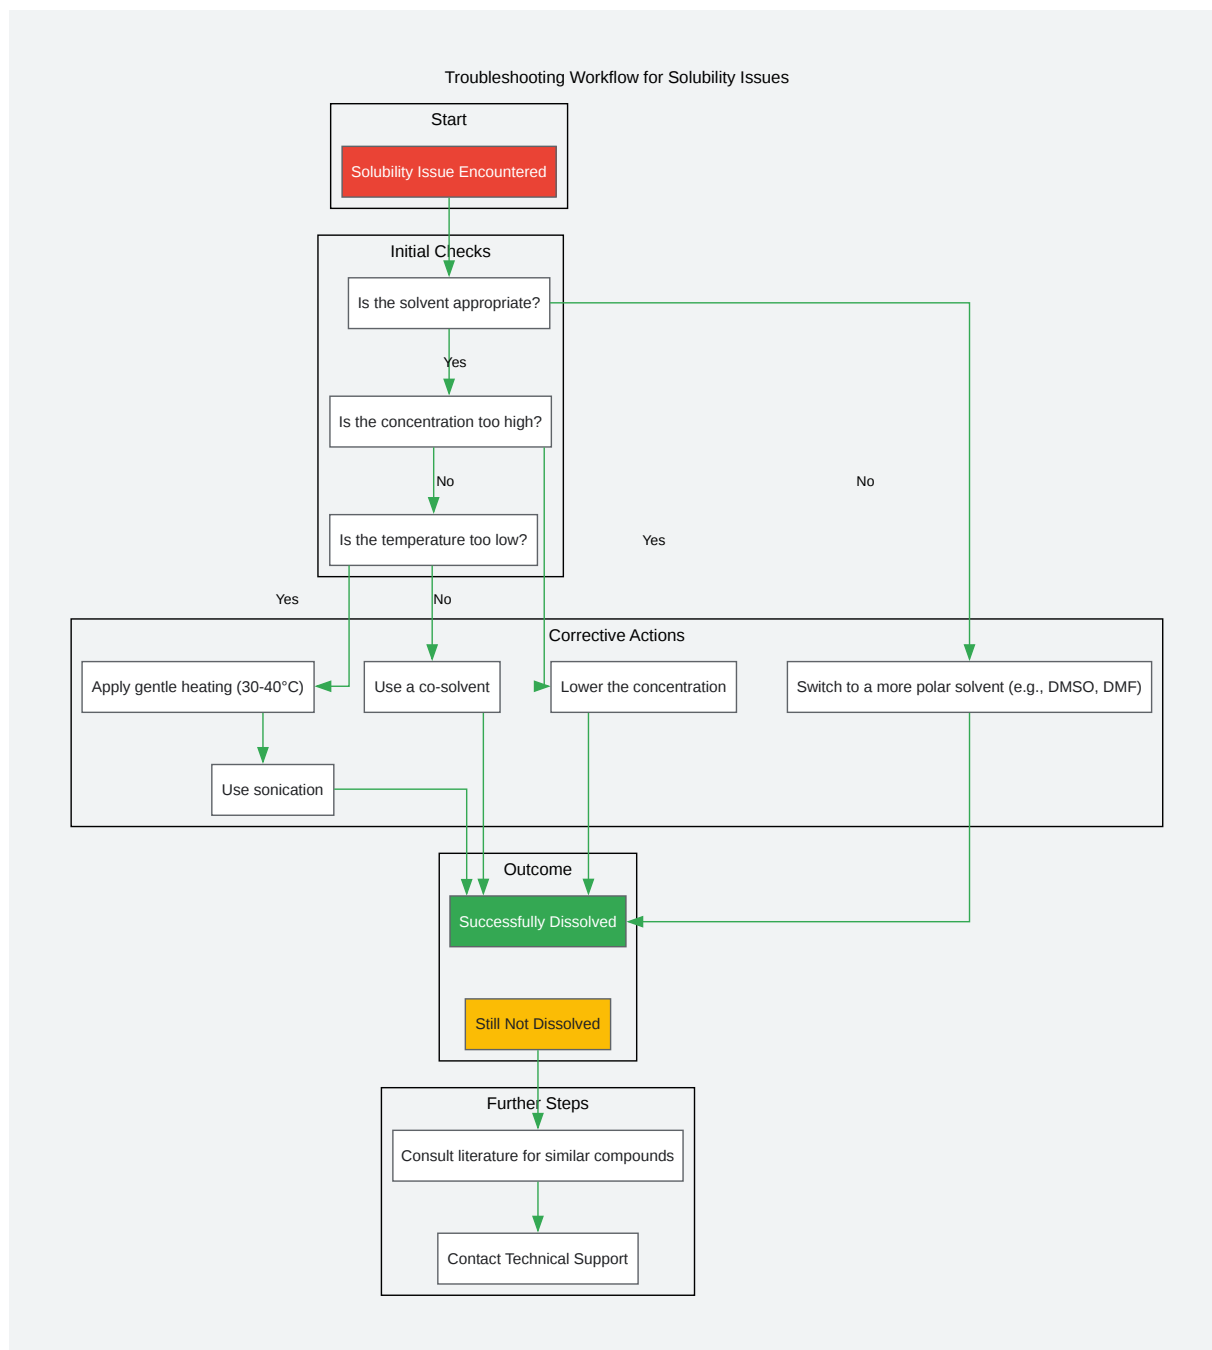 Troubleshooting Workflow for Solubility Issues
Start
Solubility Issue Encountered
Initial Checks
Is the solvent appropriate?
Yes
Is the concentration too high?
No
No
Is the temperature too low?
Yes
Yes
No
Corrective Actions
Apply gentle heating (30-40°C)
Use a co-solvent
Lower the concentration
Switch to a more polar solvent (e.g., DMSO, DMF)
Use sonication
Outcome
Successfully Dissolved
Still Not Dissolved
Further Steps
Consult literature for similar compounds
Contact Technical Support